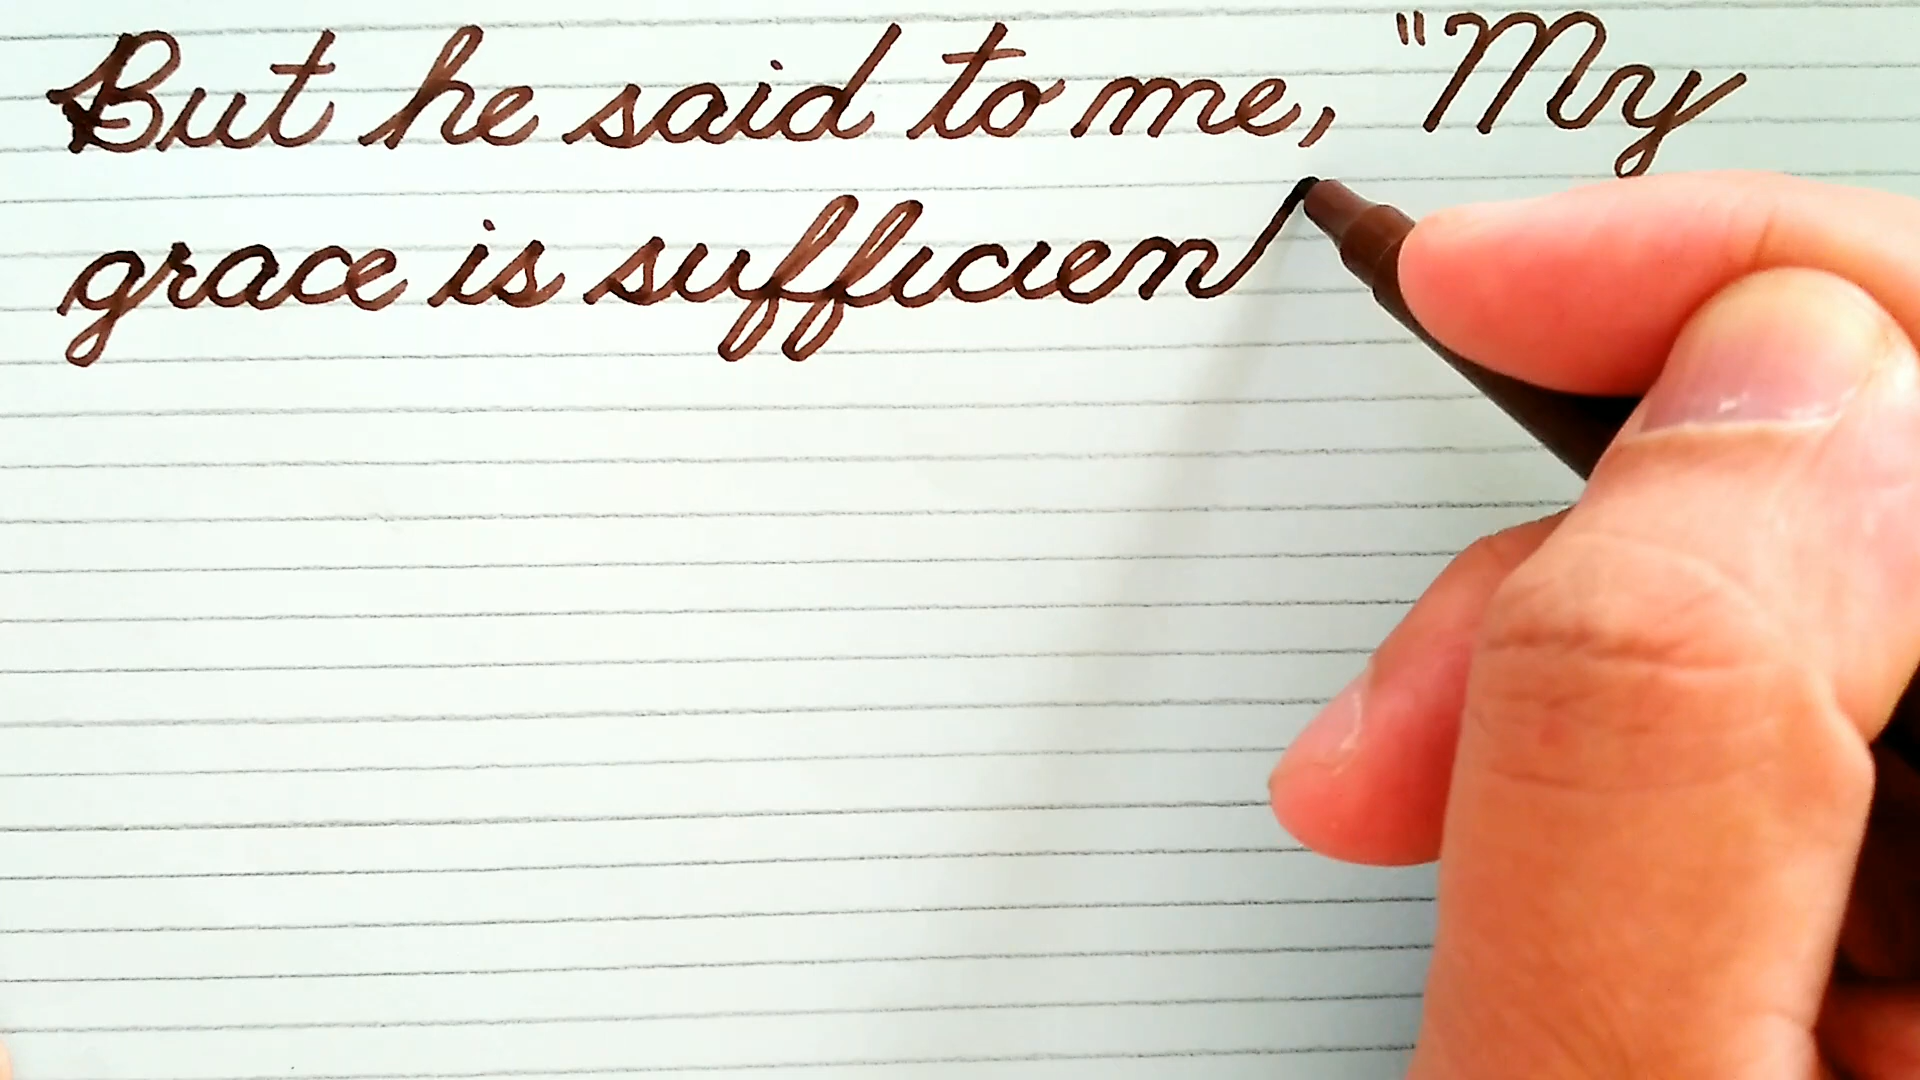 But he said to me, "My
grace is sufficien